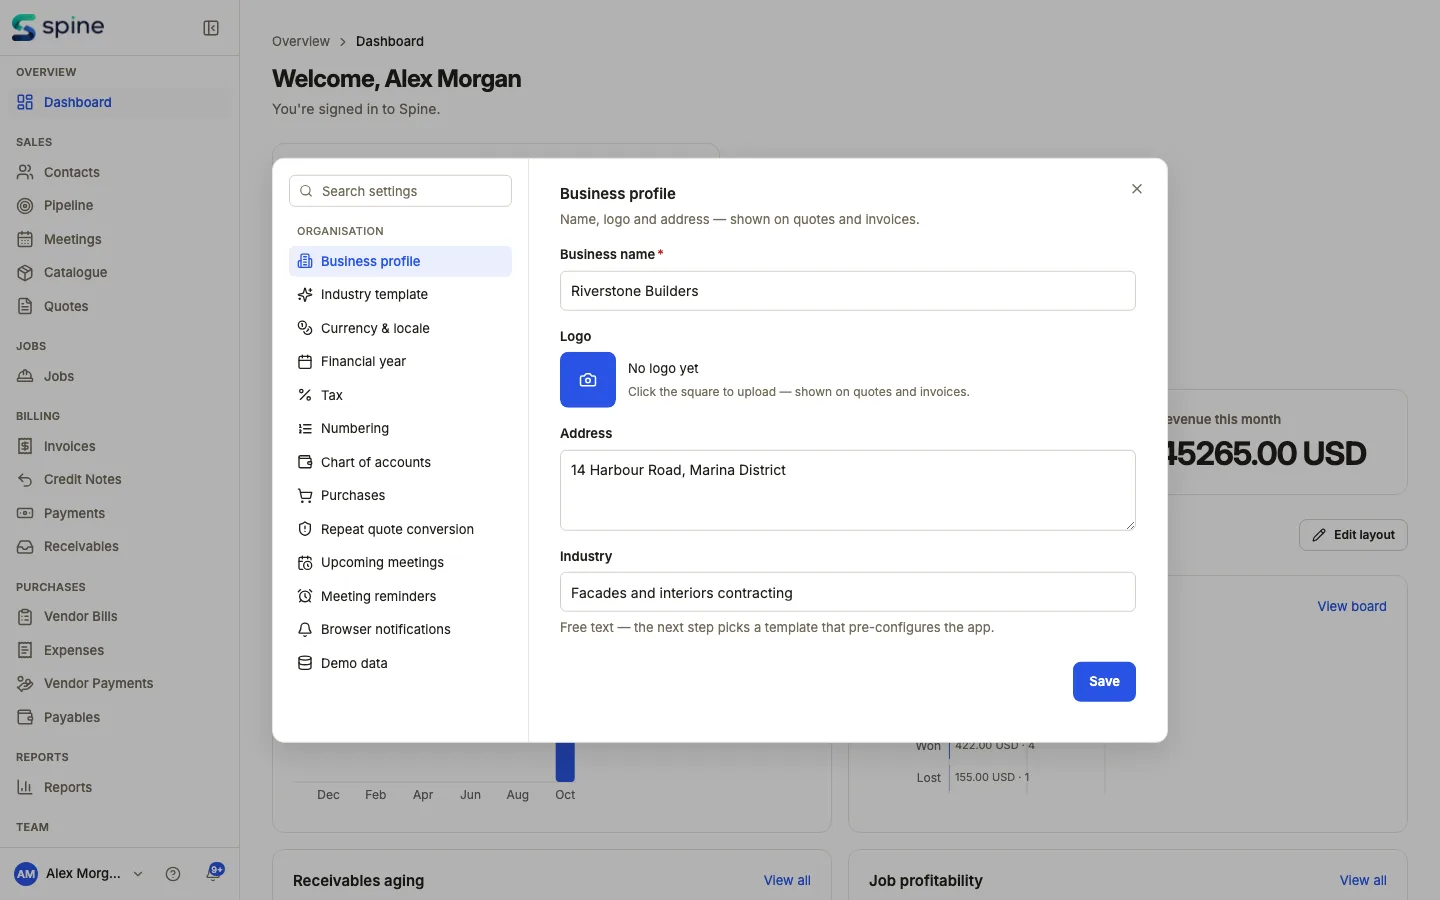 spine
OVERVIEW
Dashboard
SALES
Contacts
Pipeline
Meetings
Catalogue
Quotes
JOBS
Jobs
BILLING
Invoices
Credit Notes
Payments
Receivables
PURCHASES
Vendor Bills
Expenses
Vendor Payments
Payables
REPORTS
Reports
TEAM
AM
Alex Morg...
9+
Overview
Dashboard
Welcome, Alex Morgan
You're signed in to Spine.
Search settings
ORGANISATION
Business profile
Industry template
Currency & locale
Financial year
Tax
Numbering
Chart of accounts
Purchases
Repeat quote conversion
Upcoming meetings
Meeting reminders
Browser notifications
Demo data
Business profile
Name, logo and address — shown on quotes and invoices.
Business name*
Riverstone Builders
Logo
No logo yet
Click the square to upload — shown on quotes and invoices.
Address
14 Harbour Road, Marina District
Industry
Facades and interiors contracting
Free text — the next step picks a template that pre-configures the app.
Save
evenue this month
45265.00 USD
Edit layout
View board
Dec Feb Apr Jun Aug Oct
Won 422.00 USD · 4
Lost 155.00 USD · 1
Receivables aging
View all
Job profitability
View all